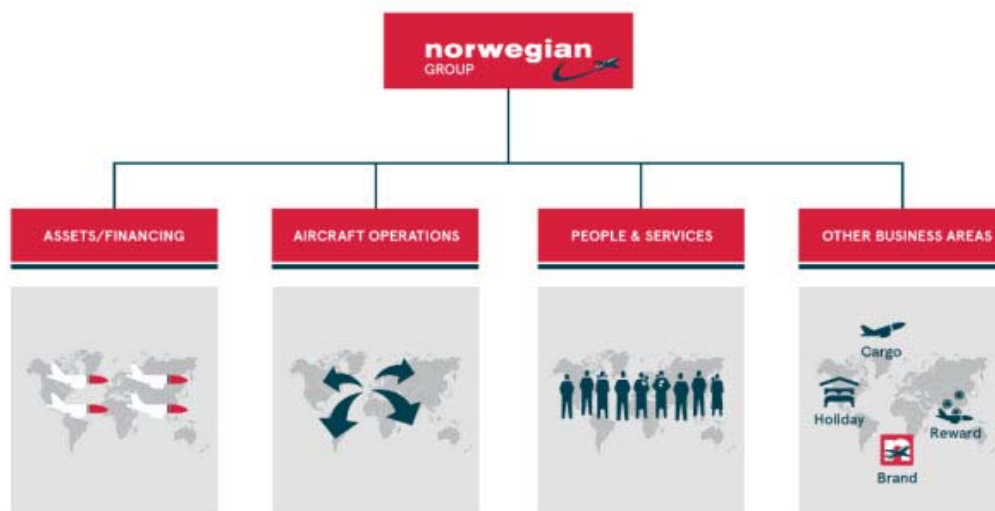 norwegian
GROUP
ASSETS/FINANCING
AIRCRAFT OPERATIONS
PEOPLE & SERVICES
OTHER BUSINESS AREAS
Cargo
Holiday
Reward
Brand